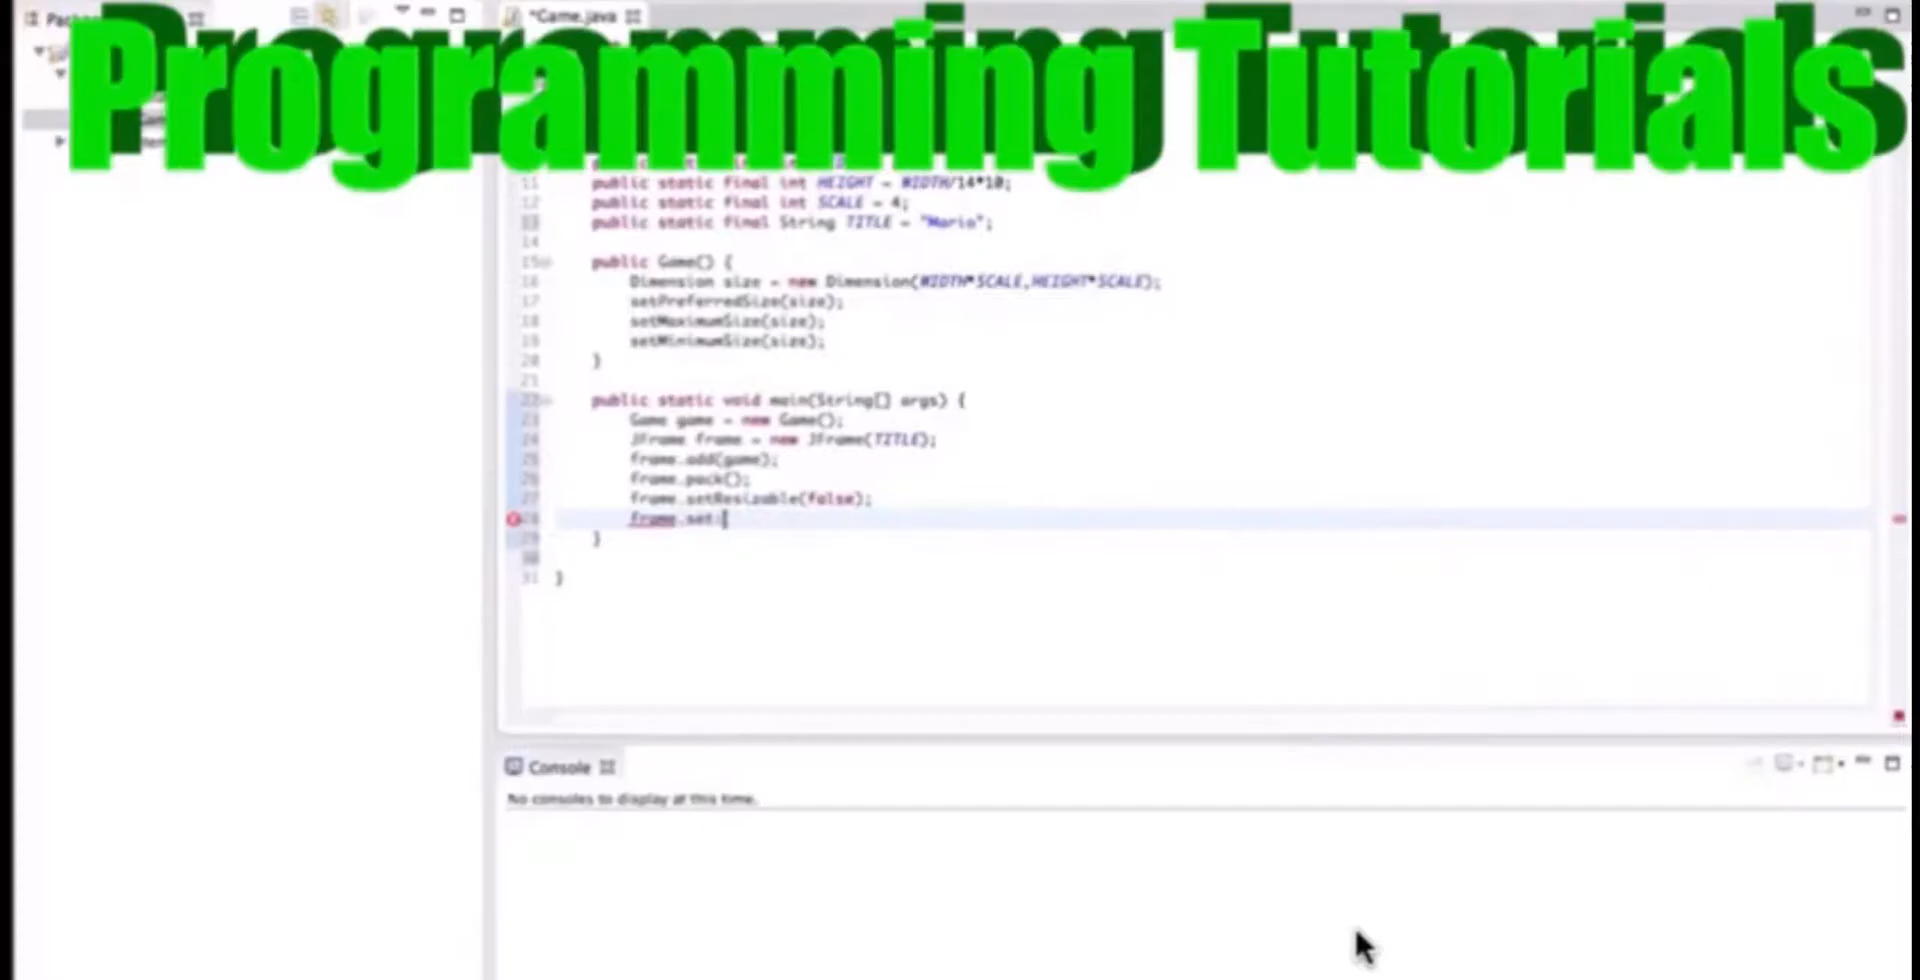 *Game.java
Programming Tutorials
11 public static final int HEIGHT = WIDTH/14*10;
12 public static final int SCALE = 4;
13 public static final String TITLE = "Mario";
14
15 public Game() {
16 Dimension size = new Dimension(WIDTH*SCALE,HEIGHT*SCALE);
17 setPreferredSize(size);
18 setMaximumSize(size);
19 setMinimumSize(size);
20 }
21
22 public static void main(String[] args) {
23 Game game = new Game();
24 JFrame frame = new JFrame(TITLE);
25 frame.add(game);
26 frame.pack();
27 frame.setResizable(false);
28 frame.set
29 }
30
31 }
Console
No consoles to display at this time.